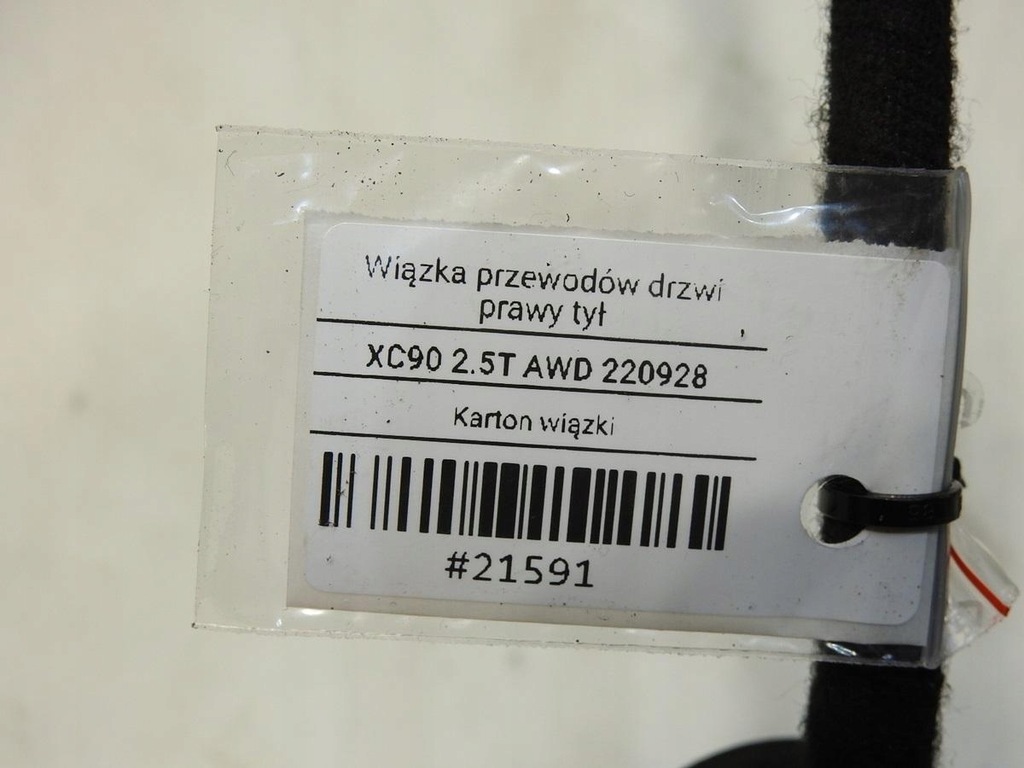 Wiązka przewodów drzwi
prawy tył
XC90 2.5T AWD 220928
Karton wiązki
#21591